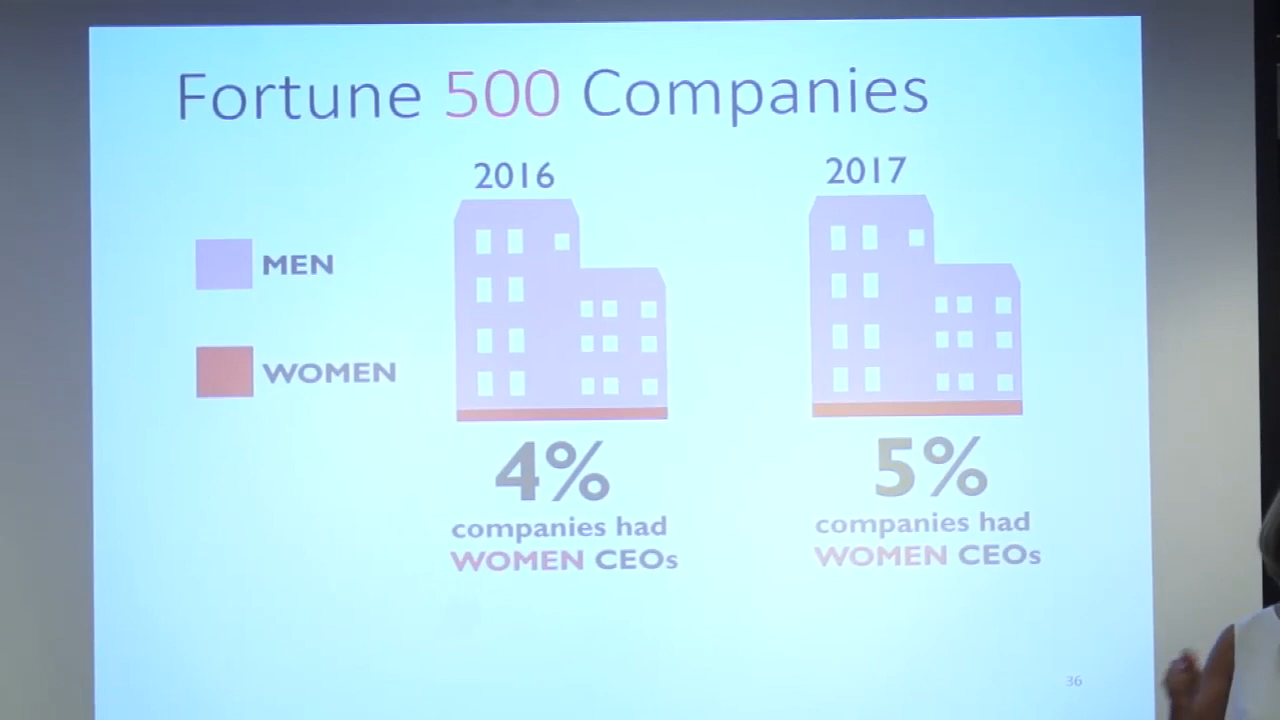 Fortune 500 Companies
2016
2017
MEN
WOMEN
4%
companies had
WOMEN CEOs
5%
companies had
WOMEN CEOs
36